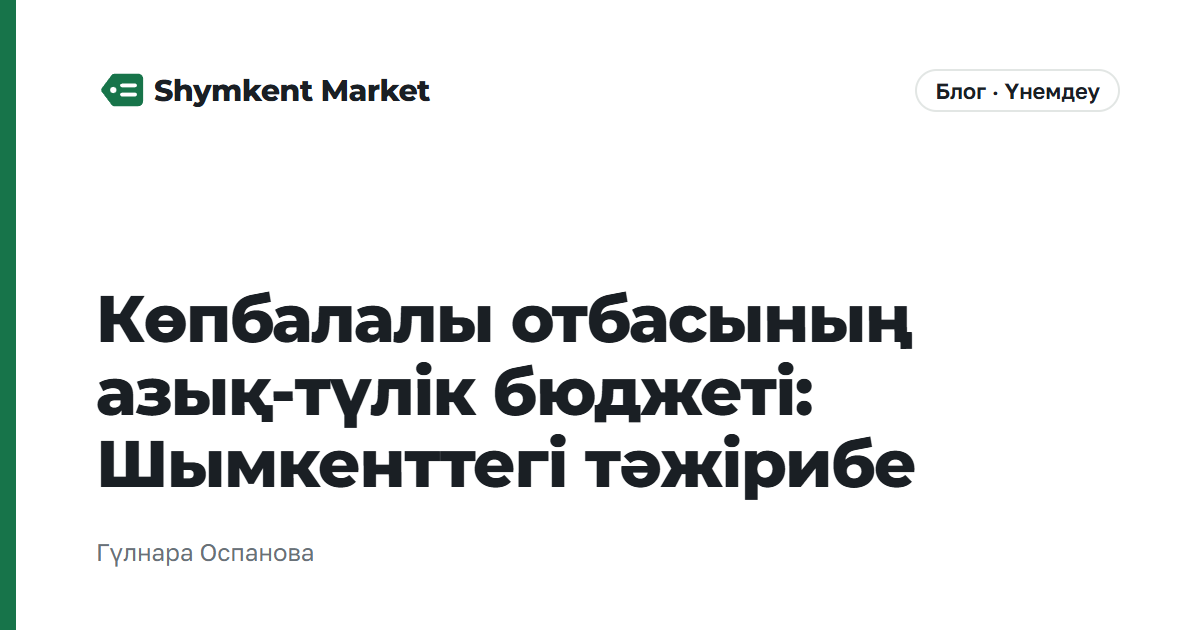 Shymkent Market
Блог · Үнемдеу
Көпбалалы отбасының
азық-түлік бюджеті:
Шымкенттегі тәжірибе
Гүлнара Оспанова